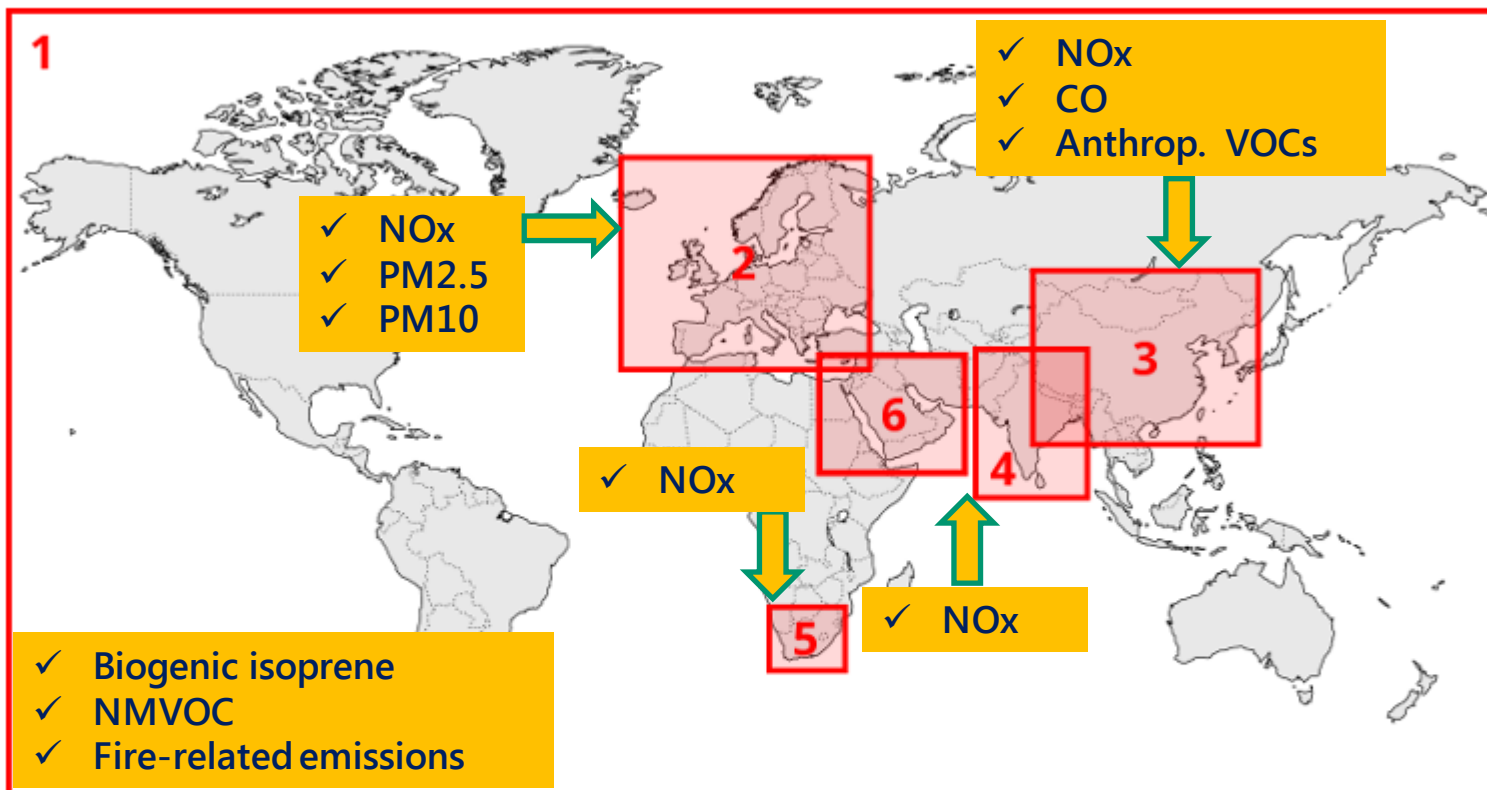 1
✓ NOx
✓ CO
✓ Anthrop. VOCs
✓ NOx
✓ PM2.5
✓ PM10
2
3
6
4
✓ NOx
✓ NOx
5
✓ Biogenic isoprene
✓ NMVOC
✓ Fire-related emissions